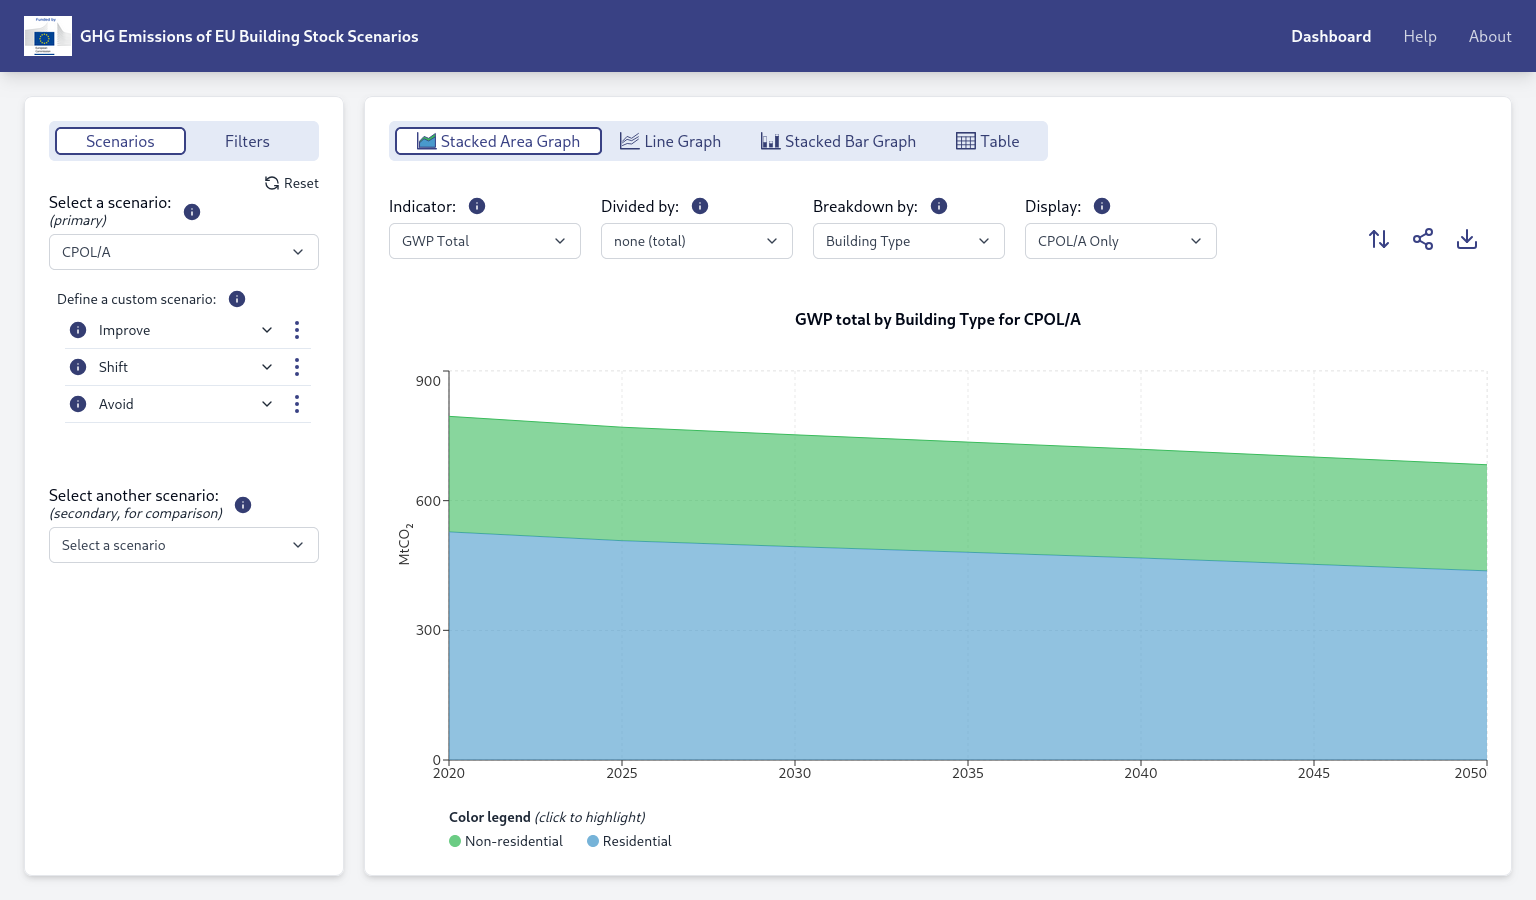 Funded by
GHG Emissions of EU Building Stock Scenarios
Dashboard
Help
About
Scenarios
Filters
Reset
Select a scenario:
(primary)
CPOL/A
Define a custom scenario:
Improve
Shift
Avoid
Select another scenario:
(secondary, for comparison)
Select a scenario
Stacked Area Graph
Line Graph
Stacked Bar Graph
Table
Indicator:
Divided by:
Breakdown by:
Display:
GWP Total
none (total)
Building Type
CPOL/A Only
GWP total by Building Type for CPOL/A
900
600
300
0
MtCO₂
2020
2025
2030
2035
2040
2045
2050
Color legend (click to highlight)
Non-residential
Residential